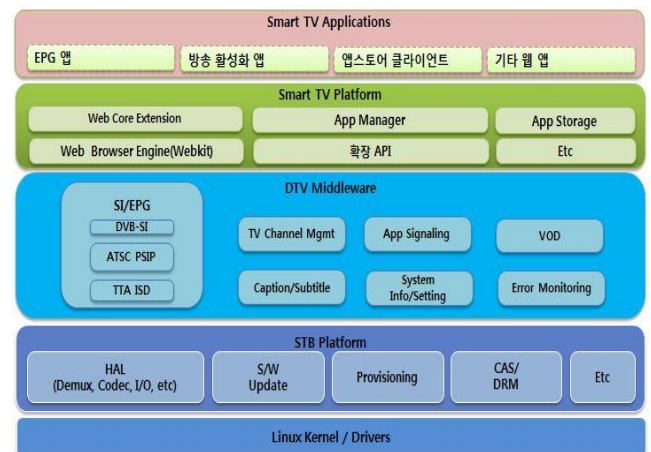 Smart TV Applications
EPG 앱
방송 활성화 앱
앱스토어 클라이언트
기타 웹 앱
Smart TV Platform
Web Core Extension
App Manager
App Storage
Web Browser Engine(Webkit)
확장 API
Etc
DTV Middleware
SI/EPG
DVB-SI
ATSC PSIP
TTA ISD
TV Channel Mgmt
App Signaling
VOD
Caption/Subtitle
System
Info/Setting
Error Monitoring
STB Platform
HAL
(Demux, Codec, I/O, etc)
S/W
Update
Provisioning
CAS/
DRM
Etc
Linux Kernel / Drivers